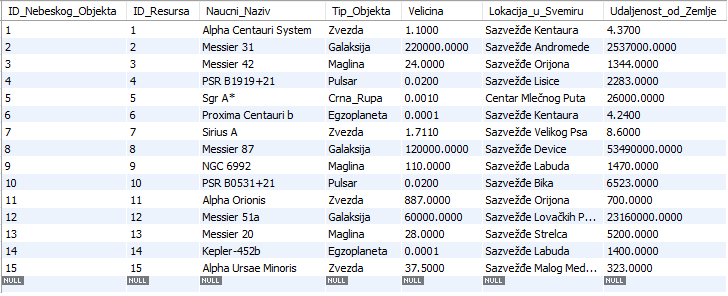 ID_Nebeskog_Objekta ID_Resursa Naucni_Naziv Tip_Objekta Velicina Lokacija_u_Svemiru Udaljenost_od_Zemlje
1 1 Alpha Centauri System Zvezda 1.1000 Sazvežđe Kentaura 4.3700
2 2 Messier 31 Galaksija 220000.0000 Sazvežđe Andromede 2537000.0000
3 3 Messier 42 Maglina 24.0000 Sazvežđe Orijona 1344.0000
4 4 PSR B1919+21 Pulsar 0.0200 Sazvežđe Lisice 2283.0000
5 5 Sgr A* Crna_Rupa 0.0010 Centar Mlečnog Puta 26000.0000
6 6 Proxima Centauri b Egzoplaneta 0.0001 Sazvežđe Kentaura 4.2400
7 7 Sirius A Zvezda 1.7110 Sazvežđe Velikog Psa 8.6000
8 8 Messier 87 Galaksija 120000.0000 Sazvežđe Device 53490000.0000
9 9 NGC 6992 Maglina 110.0000 Sazvežđe Labuda 1470.0000
10 10 PSR B0531+21 Pulsar 0.0200 Sazvežđe Bika 6523.0000
11 11 Alpha Orionis Zvezda 887.0000 Sazvežđe Orijona 700.0000
12 12 Messier 51a Galaksija 60000.0000 Sazvežđe Lovačkih P... 23160000.0000
13 13 Messier 20 Maglina 28.0000 Sazvežđe Strelca 5200.0000
14 14 Kepler-452b Egzoplaneta 0.0001 Sazvežđe Labuda 1400.0000
15 15 Alpha Ursae Minoris Zvezda 37.5000 Sazvežđe Malog Med... 323.0000
NULL NULL NULL NULL NULL NULL NULL